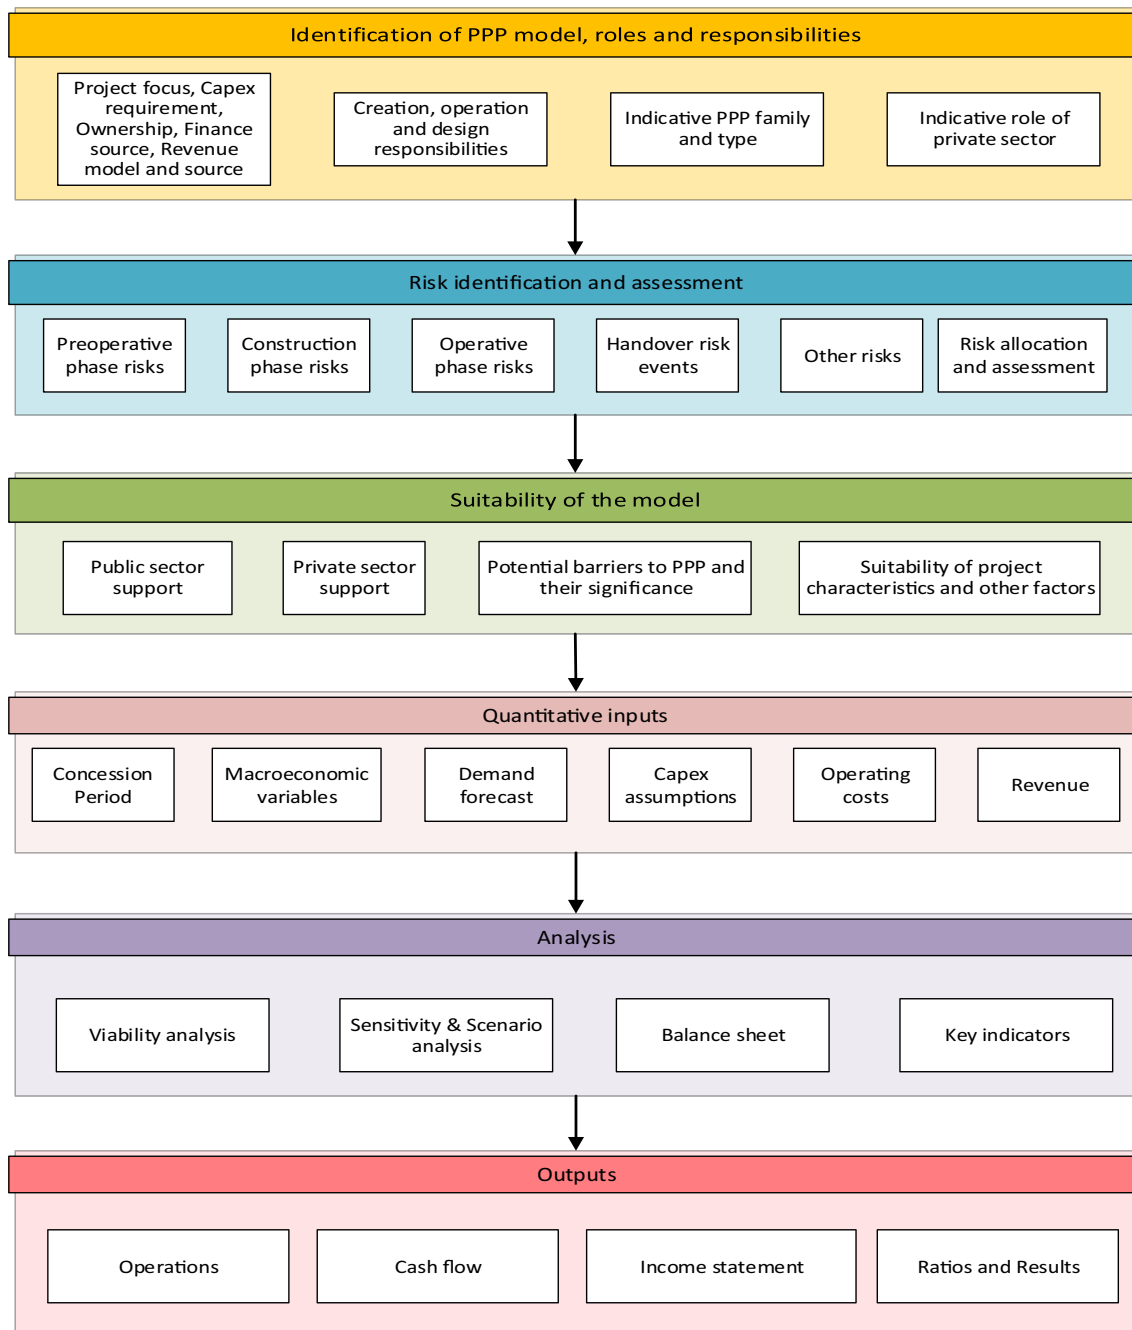 Identification of PPP model, roles and responsibilities
Project focus, Capex
requirement,
Ownership, Finance
source, Revenue
model and source
Creation, operation
and design
responsibilities
Indicative PPP family
and type
Indicative role of
private sector
Risk identification and assessment
Preoperative
phase risks
Construction
phase risks
Operative
phase risks
Handover risk
events
Other risks
Risk allocation
and assessment
Suitability of the model
Public sector
support
Private sector
support
Potential barriers to PPP and
their significance
Suitability of project
characteristics and other factors
Quantitative inputs
Concession
Period
Macroeconomic
variables
Demand
forecast
Capex
assumptions
Operating
costs
Revenue
Analysis
Viability analysis
Sensitivity & Scenario
analysis
Balance sheet
Key indicators
Outputs
Operations
Cash flow
Income statement
Ratios and Results